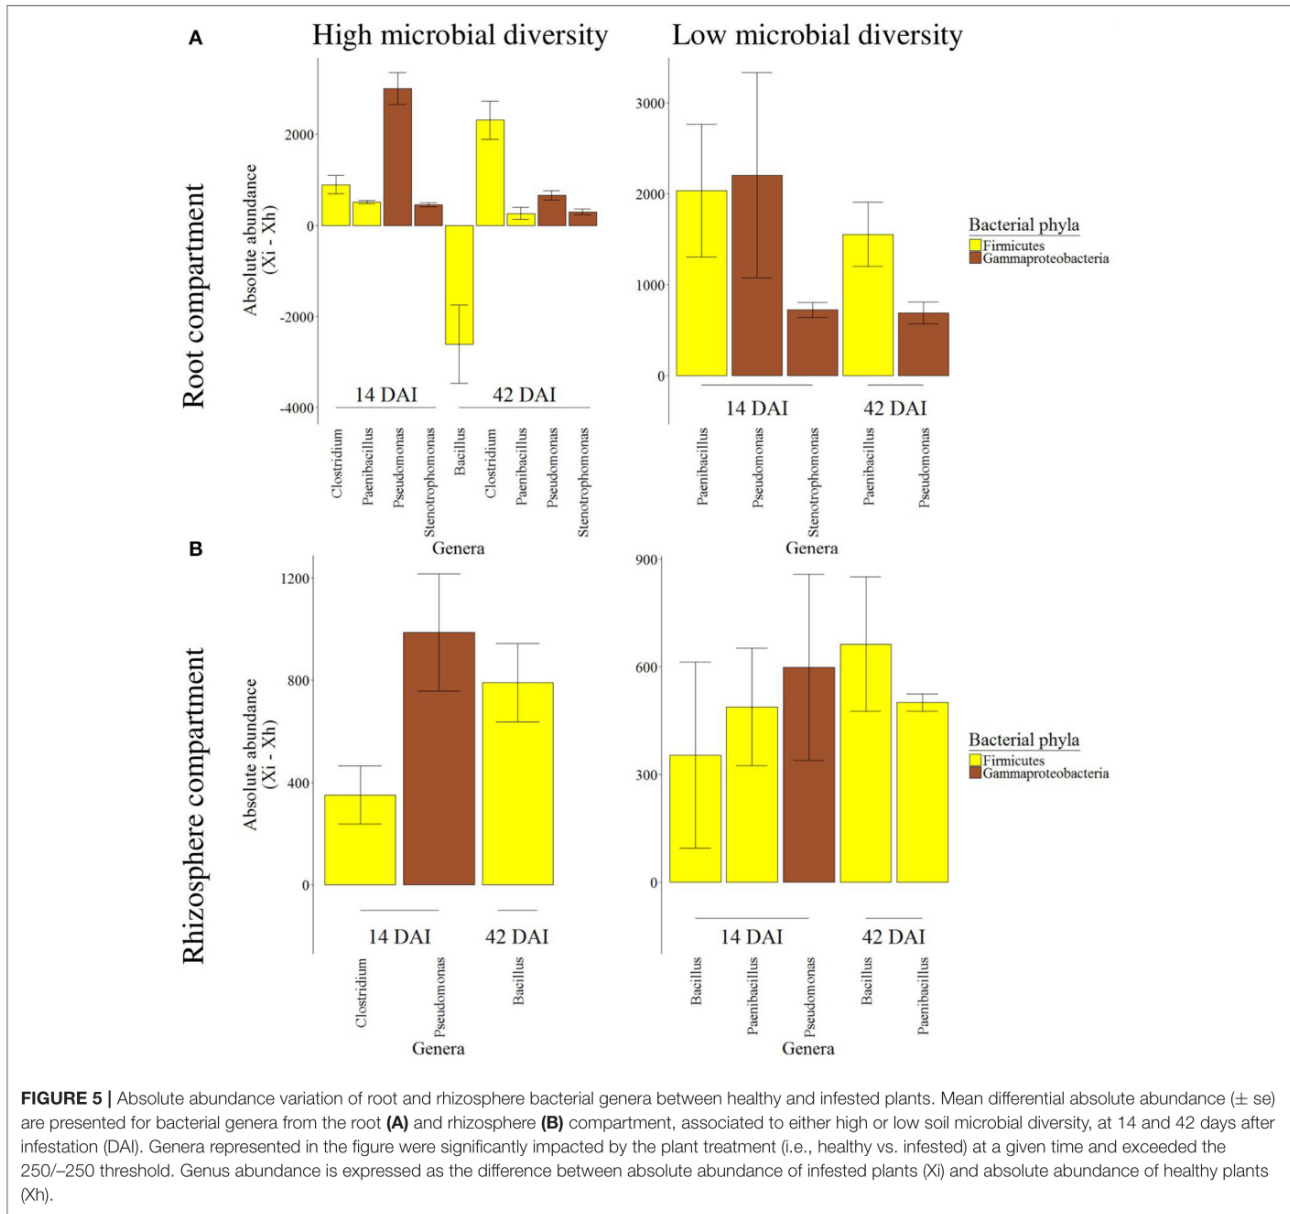 A
High microbial diversity
Low microbial diversity
Root compartment
Absolute abundance
(Xi - Xh)
2000
0
-2000
-4000
14 DAI
42 DAI
Clostridium
Paenibacillus
Pseudomonas
Stenotrophomonas
Bacillus
Clostridium
Paenibacillus
Pseudomonas
Stenotrophomonas
Genera
3000
2000
1000
0
14 DAI
42 DAI
Paenibacillus
Pseudomonas
Stenotrophomonas
Paenibacillus
Pseudomonas
Genera
Bacterial phyla
Firmicutes
Gammaproteobacteria
B
Rhizosphere compartment
Absolute abundance
(Xi - Xh)
1200
800
400
0
14 DAI
42 DAI
Clostridium
Pseudomonas
Bacillus
Genera
900
600
300
0
14 DAI
42 DAI
Bacillus
Paenibacillus
Pseudomonas
Bacillus
Paenibacillus
Genera
Bacterial phyla
Firmicutes
Gammaproteobacteria
FIGURE 5 | Absolute abundance variation of root and rhizosphere bacterial genera between healthy and infested plants. Mean differential absolute abundance (± se)
are presented for bacterial genera from the root (A) and rhizosphere (B) compartment, associated to either high or low soil microbial diversity, at 14 and 42 days after
infestation (DAI). Genera represented in the figure were significantly impacted by the plant treatment (i.e., healthy vs. infested) at a given time and exceeded the
250/–250 threshold. Genus abundance is expressed as the difference between absolute abundance of infested plants (Xi) and absolute abundance of healthy plants
(Xh).